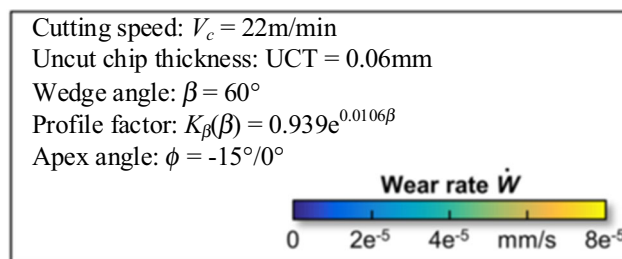 Cutting speed: V_c = 22m/min
Uncut chip thickness: UCT = 0.06mm
Wedge angle: β = 60°
Profile factor: K_β(β) = 0.939e^{0.0106β}
Apex angle: ϕ = -15°/0°
Wear rate Ẇ
0 2e^{-5} 4e^{-5} mm/s 8e^{-5}